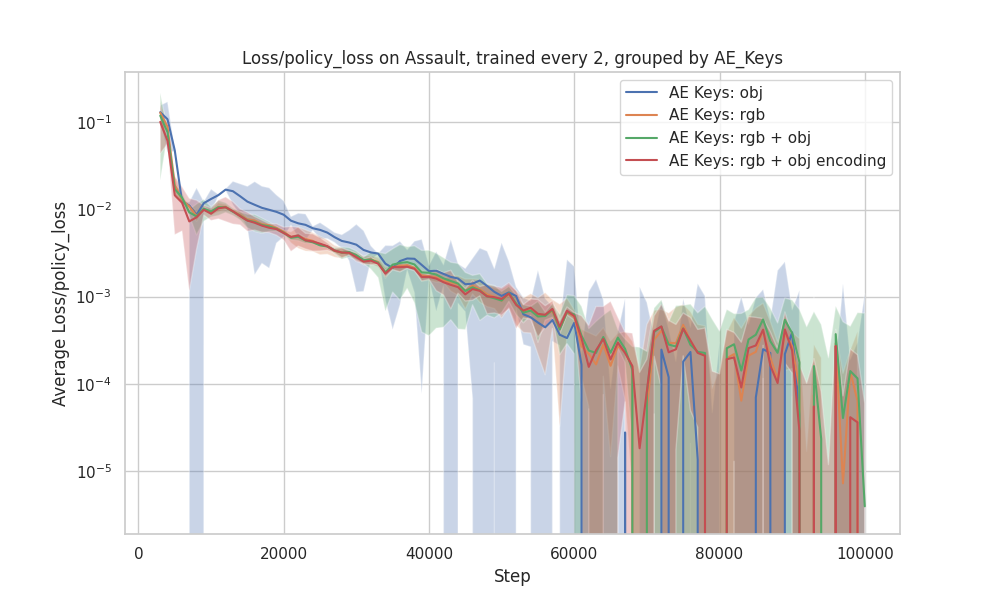 Loss/policy_loss on Assault, trained every 2, grouped by AE_Keys
AE Keys: obj
AE Keys: rgb
AE Keys: rgb + obj
AE Keys: rgb + obj encoding
Average Loss/policy_loss
10⁻¹
10⁻²
10⁻³
10⁻⁴
10⁻⁵
0 20000 40000 60000 80000 100000
Step